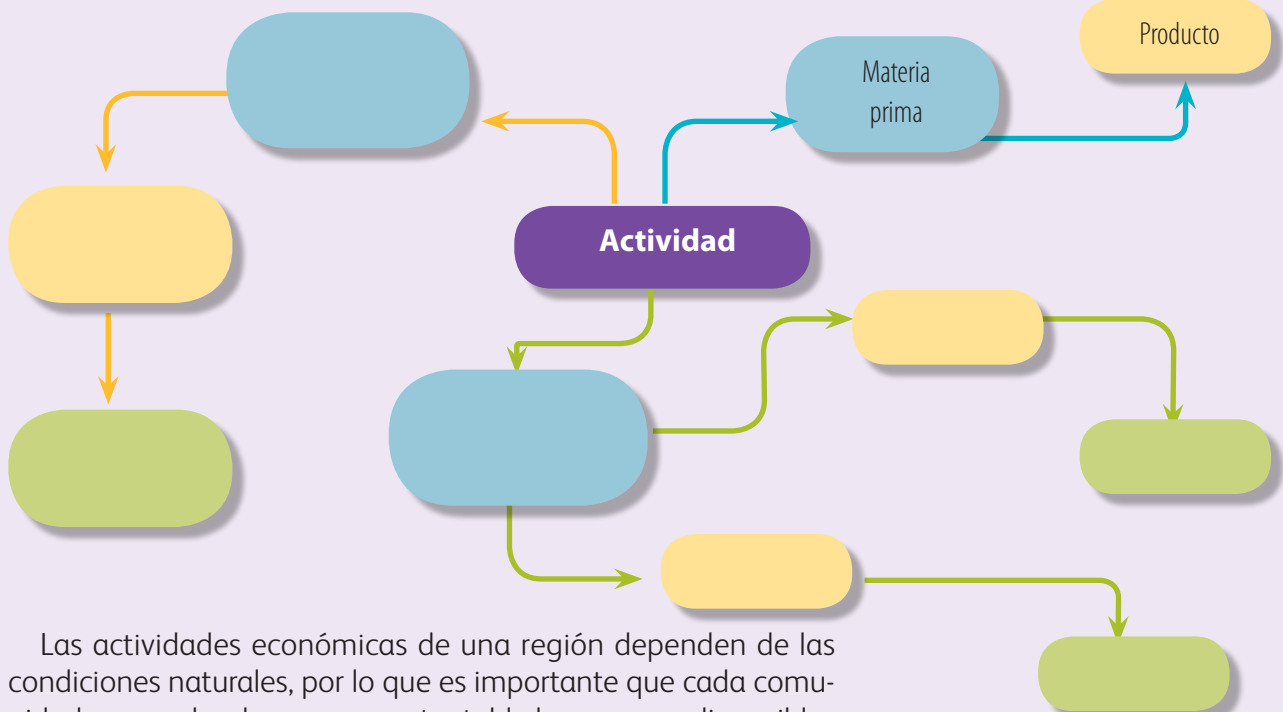 Producto
Materia
prima
Actividad
Las actividades económicas de una región dependen de las
condiciones naturales, por lo que es importante que cada comu-